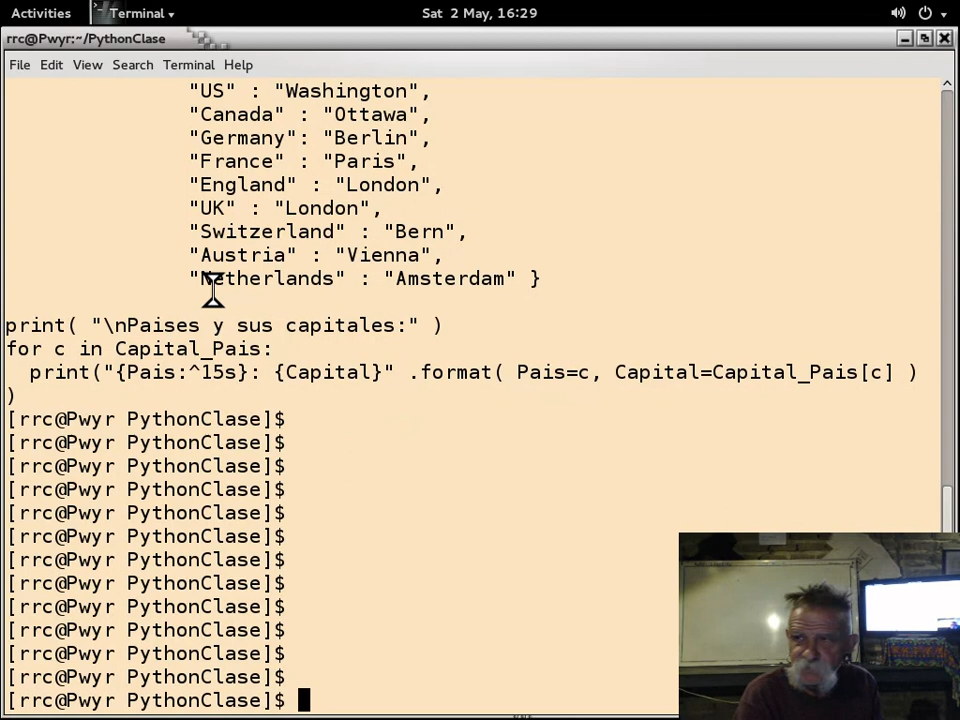 Activities Terminal Sat 2 May, 16:29
rrc@Pwyr:~/PythonClase
File Edit View Search Terminal Help
"US" : "Washington",
"Canada" : "Ottawa",
"Germany": "Berlin",
"France" : "Paris",
"England" : "London",
"UK" : "London",
"Switzerland" : "Bern",
"Austria" : "Vienna",
"Netherlands" : "Amsterdam" }
print( "\nPaises y sus capitales:" )
for c in Capital_Pais:
print("{Pais:^15s}: {Capital}" .format( Pais=c, Capital=Capital_Pais[c] )
)
[rrc@Pwyr PythonClase]$
[rrc@Pwyr PythonClase]$
[rrc@Pwyr PythonClase]$
[rrc@Pwyr PythonClase]$
[rrc@Pwyr PythonClase]$
[rrc@Pwyr PythonClase]$
[rrc@Pwyr PythonClase]$
[rrc@Pwyr PythonClase]$
[rrc@Pwyr PythonClase]$
[rrc@Pwyr PythonClase]$
[rrc@Pwyr PythonClase]$
[rrc@Pwyr PythonClase]$
[rrc@Pwyr PythonClase]$